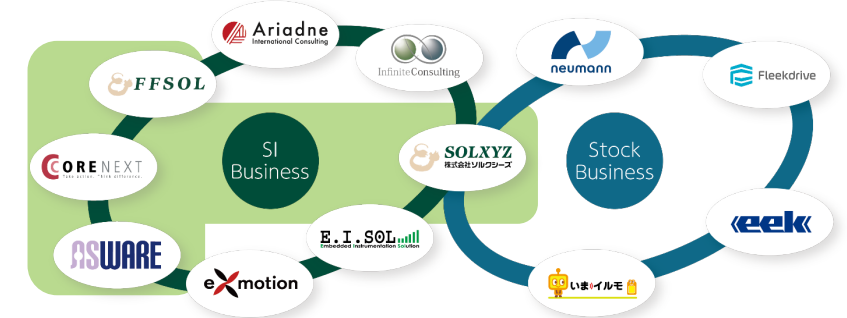 Ariadne
International Consulting
InfiniteConsulting
neumann
Fleekdrive
FFSOL
CORENEXT
Take action. Think difference.
SI
Business
SOLXYZ
株式会社ソルクシーズ
Stock
Business
ASWARE
E.I.SOL
Embedded Instrumentation Solution
eek
eXmotion
いまイルモ